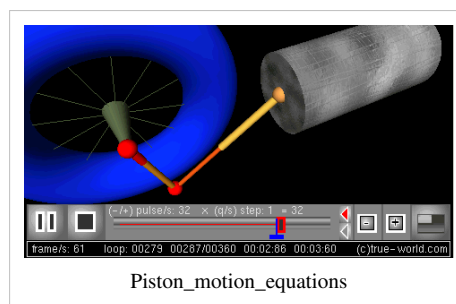 (-/+) pulse/s: 32 x (q/s) step: 1 = 32
frame/s: 61 loop: 00279 00287/00360 00:02:86 00:03:60 (c)true-world.com
Piston_motion_equations